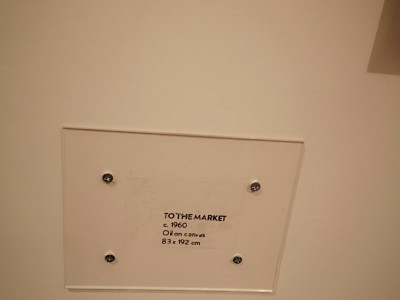 TO THE MARKET
c. 1960
Oil on canvas
83 x 192 cm